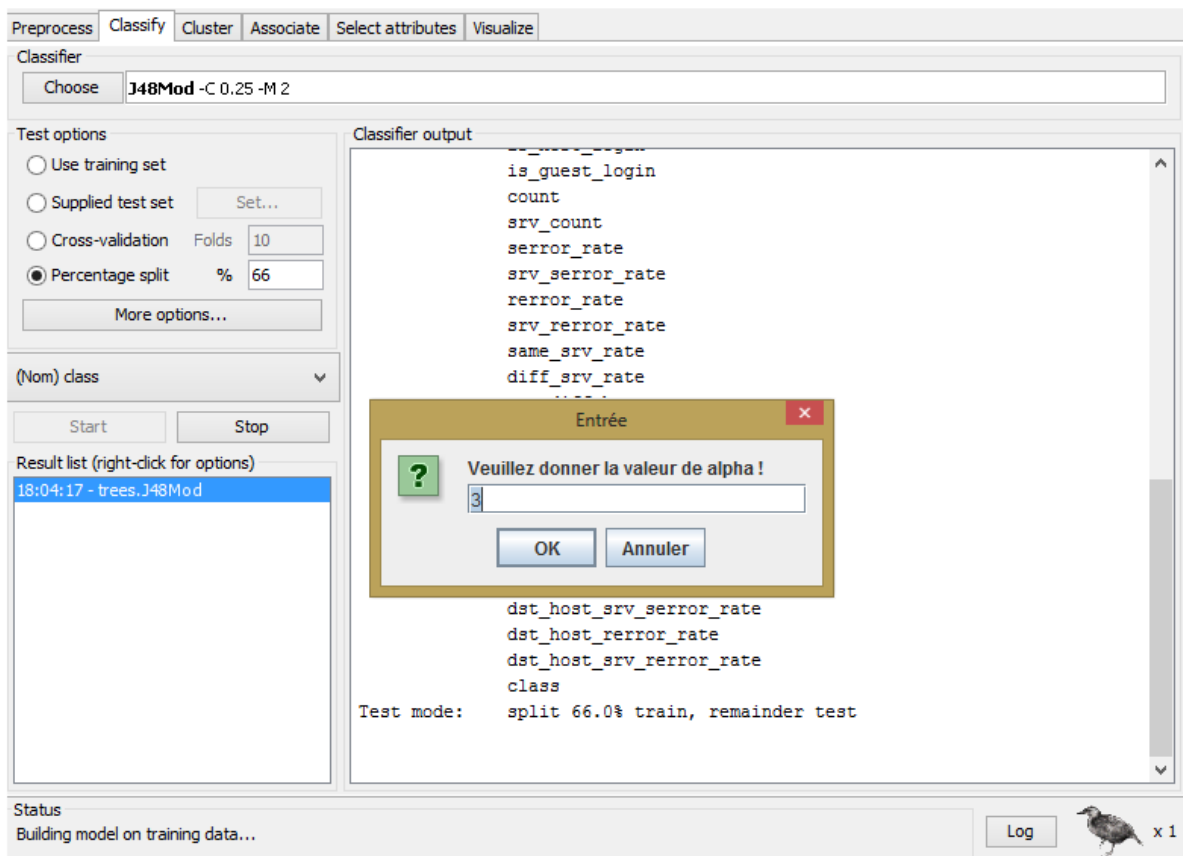 Preprocess Classify Cluster Associate Select attributes Visualize
Classifier
Choose J48Mod -C 0.25 -M 2
Test options
Use training set
Supplied test set Set...
Cross-validation Folds 10
Percentage split % 66
More options...
(Nom) class
Start Stop
Result list (right-click for options)
18:04:17 - trees.J48Mod
Classifier output
is_guest_login
count
srv_count
serror_rate
srv_serror_rate
rerror_rate
srv_rerror_rate
same_srv_rate
diff_srv_rate
Entrée
Veuillez donner la valeur de alpha !
3
OK Annuler
dst_host_srv_serror_rate
dst_host_rerror_rate
dst_host_srv_rerror_rate
class
Test mode: split 66.0% train, remainder test
Status
Building model on training data...
Log x 1